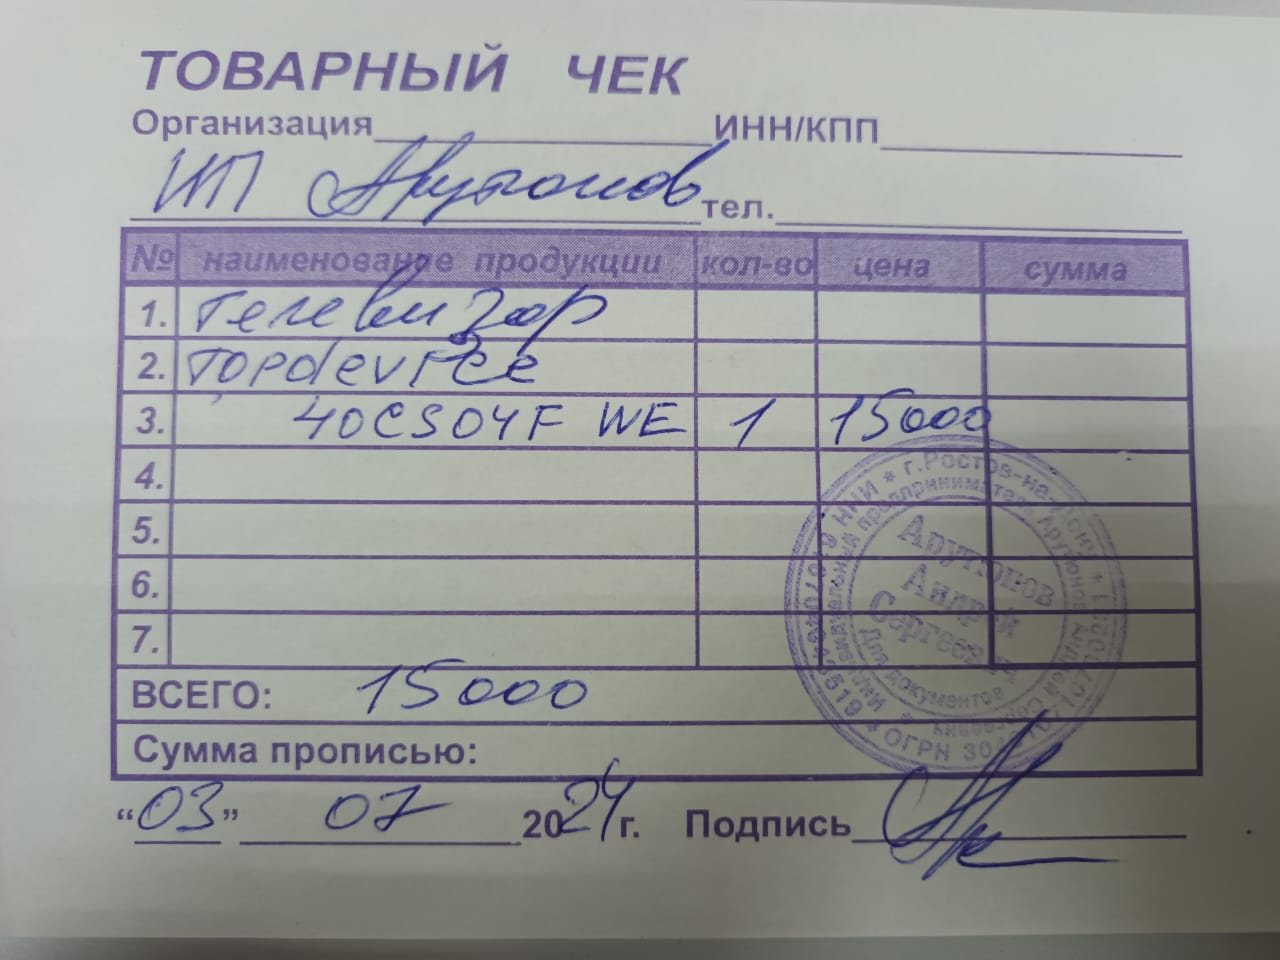 ТОВАРНЫЙ ЧЕК
Организация ИНН/КПП
ИП Арутюнов тел.
№ наименование продукции кол-во цена сумма
1. телевизор
2. Topdevice
3. 40CS04F WE 1 15000
4.
5.
6.
7.
ВСЕГО: 15000
Сумма прописью:
“03” 07 2024 г. Подпись
г.Ростов-на-Дону
Арутюнов
Андрей
Сергеевич
Для документов
ИНН
ОГРН